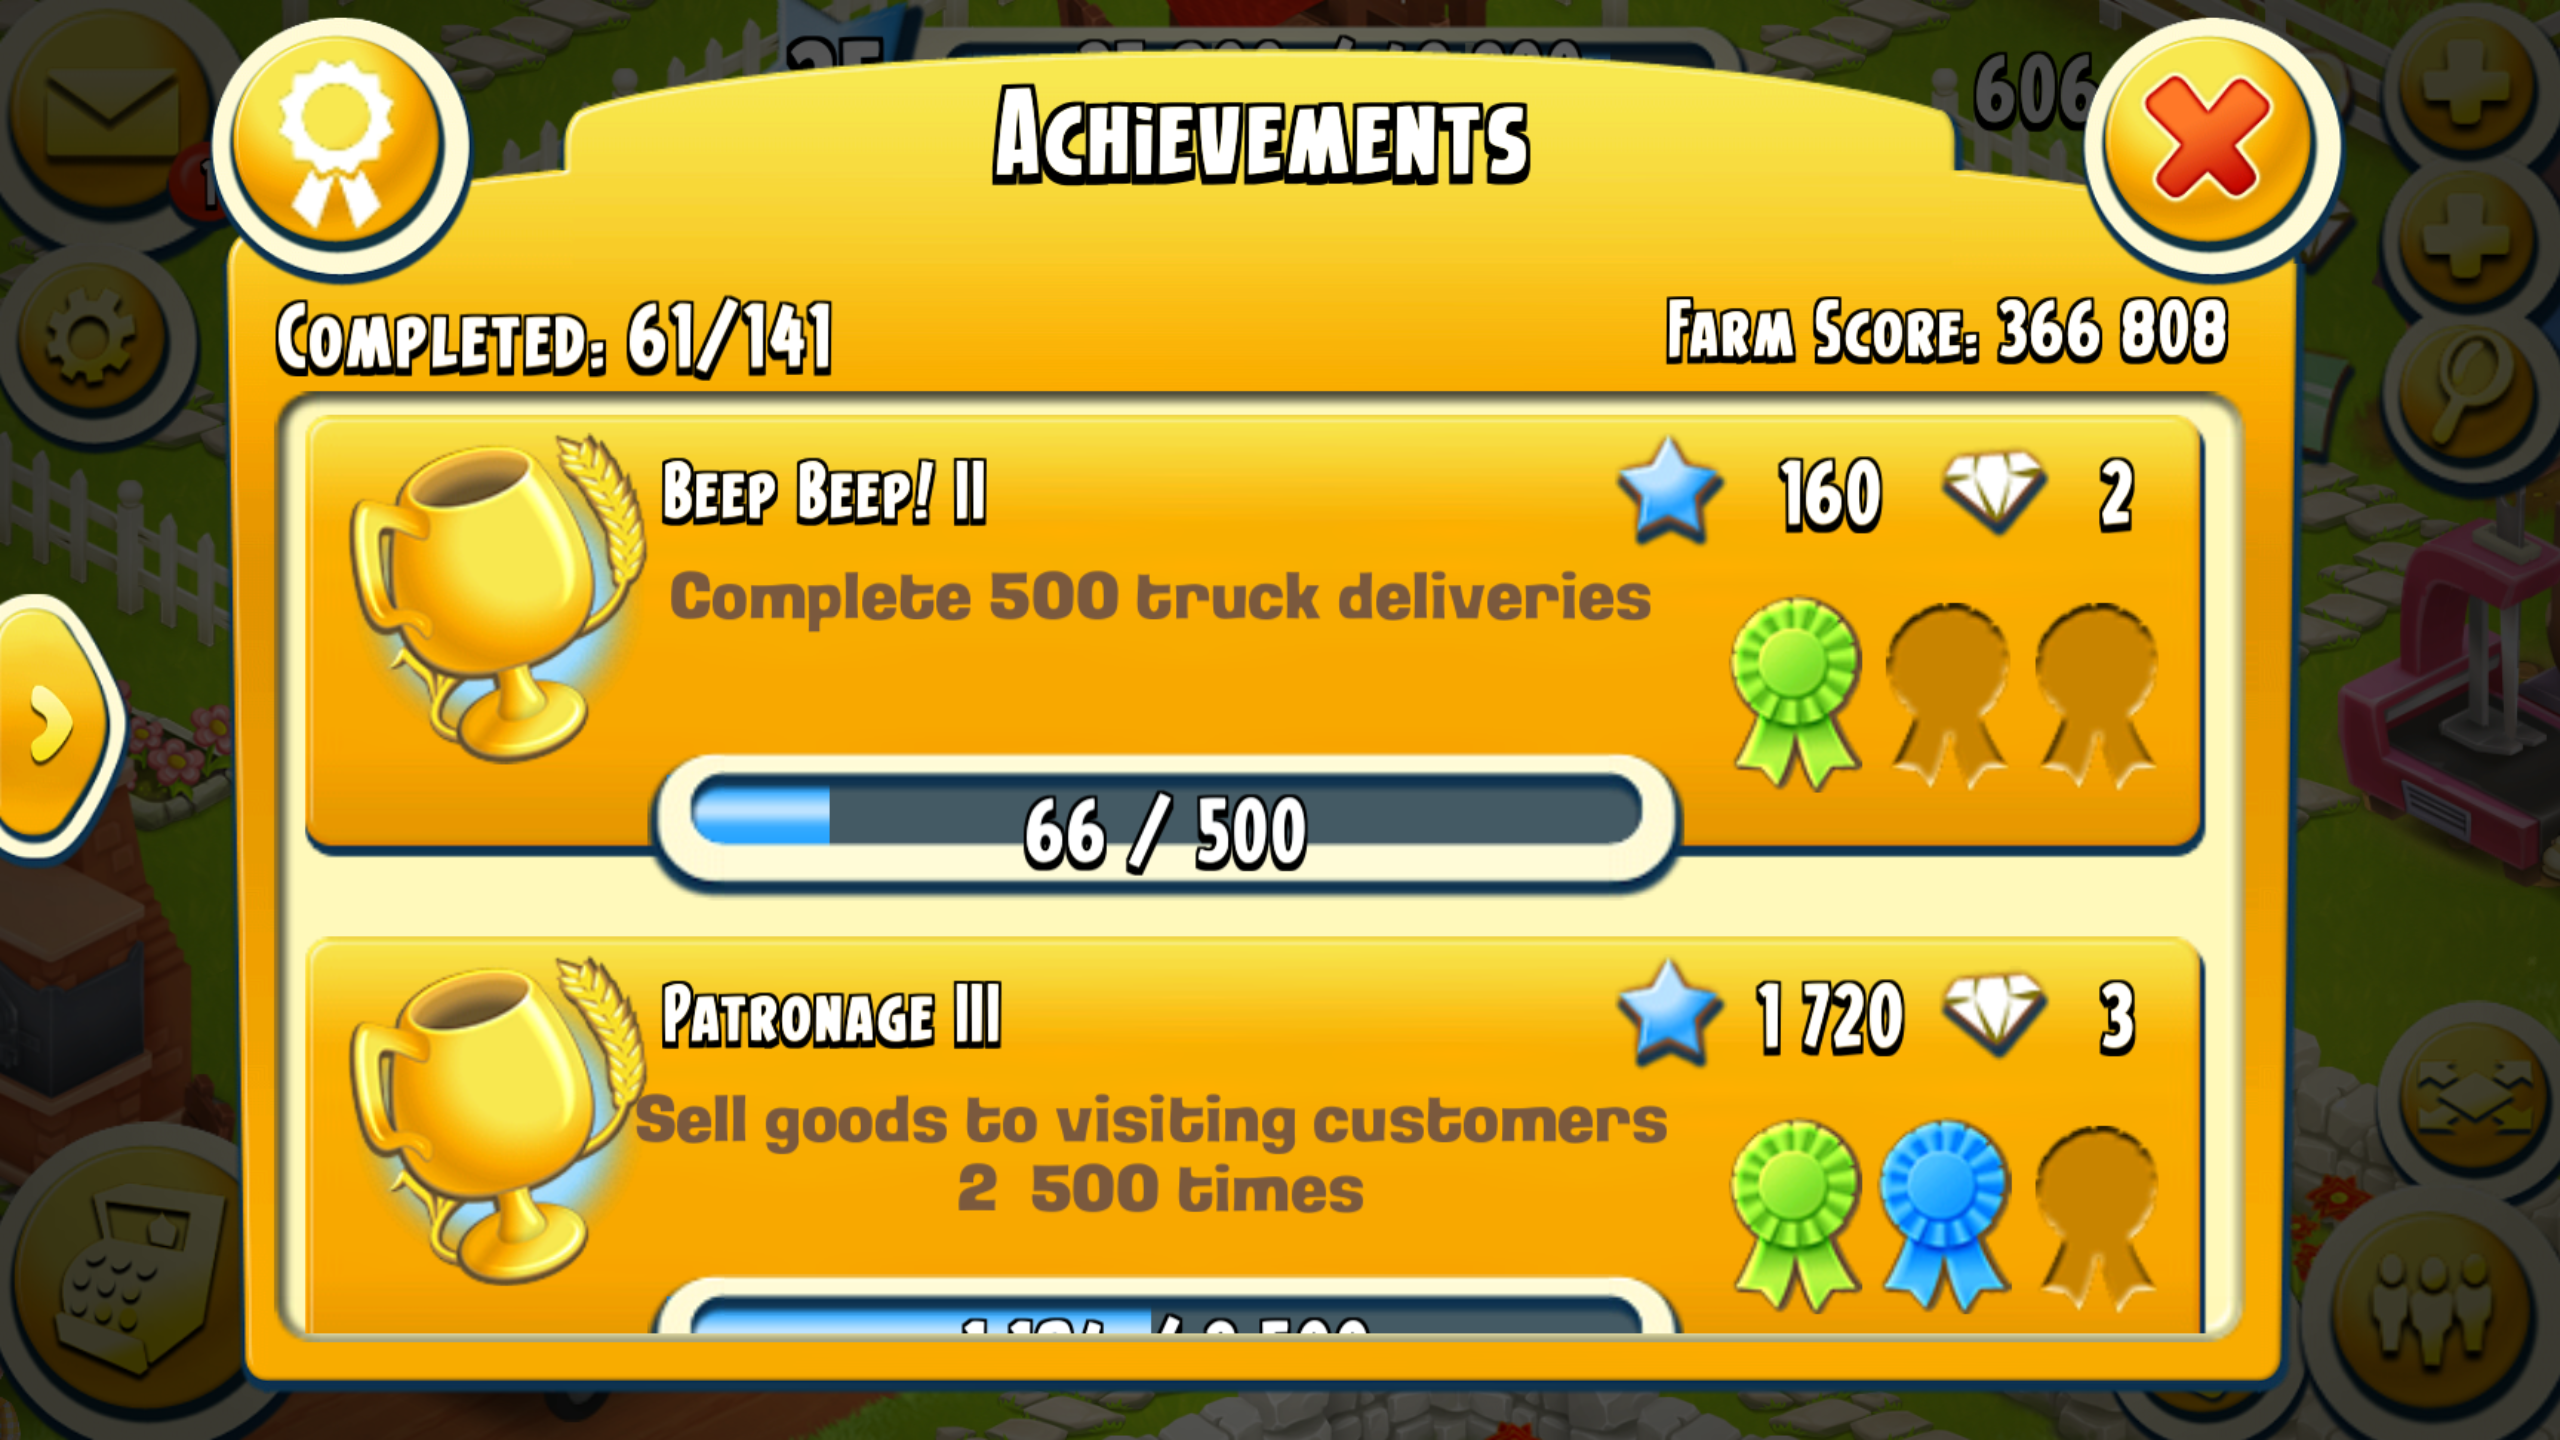 Achievements
Completed: 61/141
Farm Score: 366 808
Beep Beep! II
160
2
Complete 500 truck deliveries
66 / 500
Patronage III
1 720
3
Sell goods to visiting customers
2 500 times
606